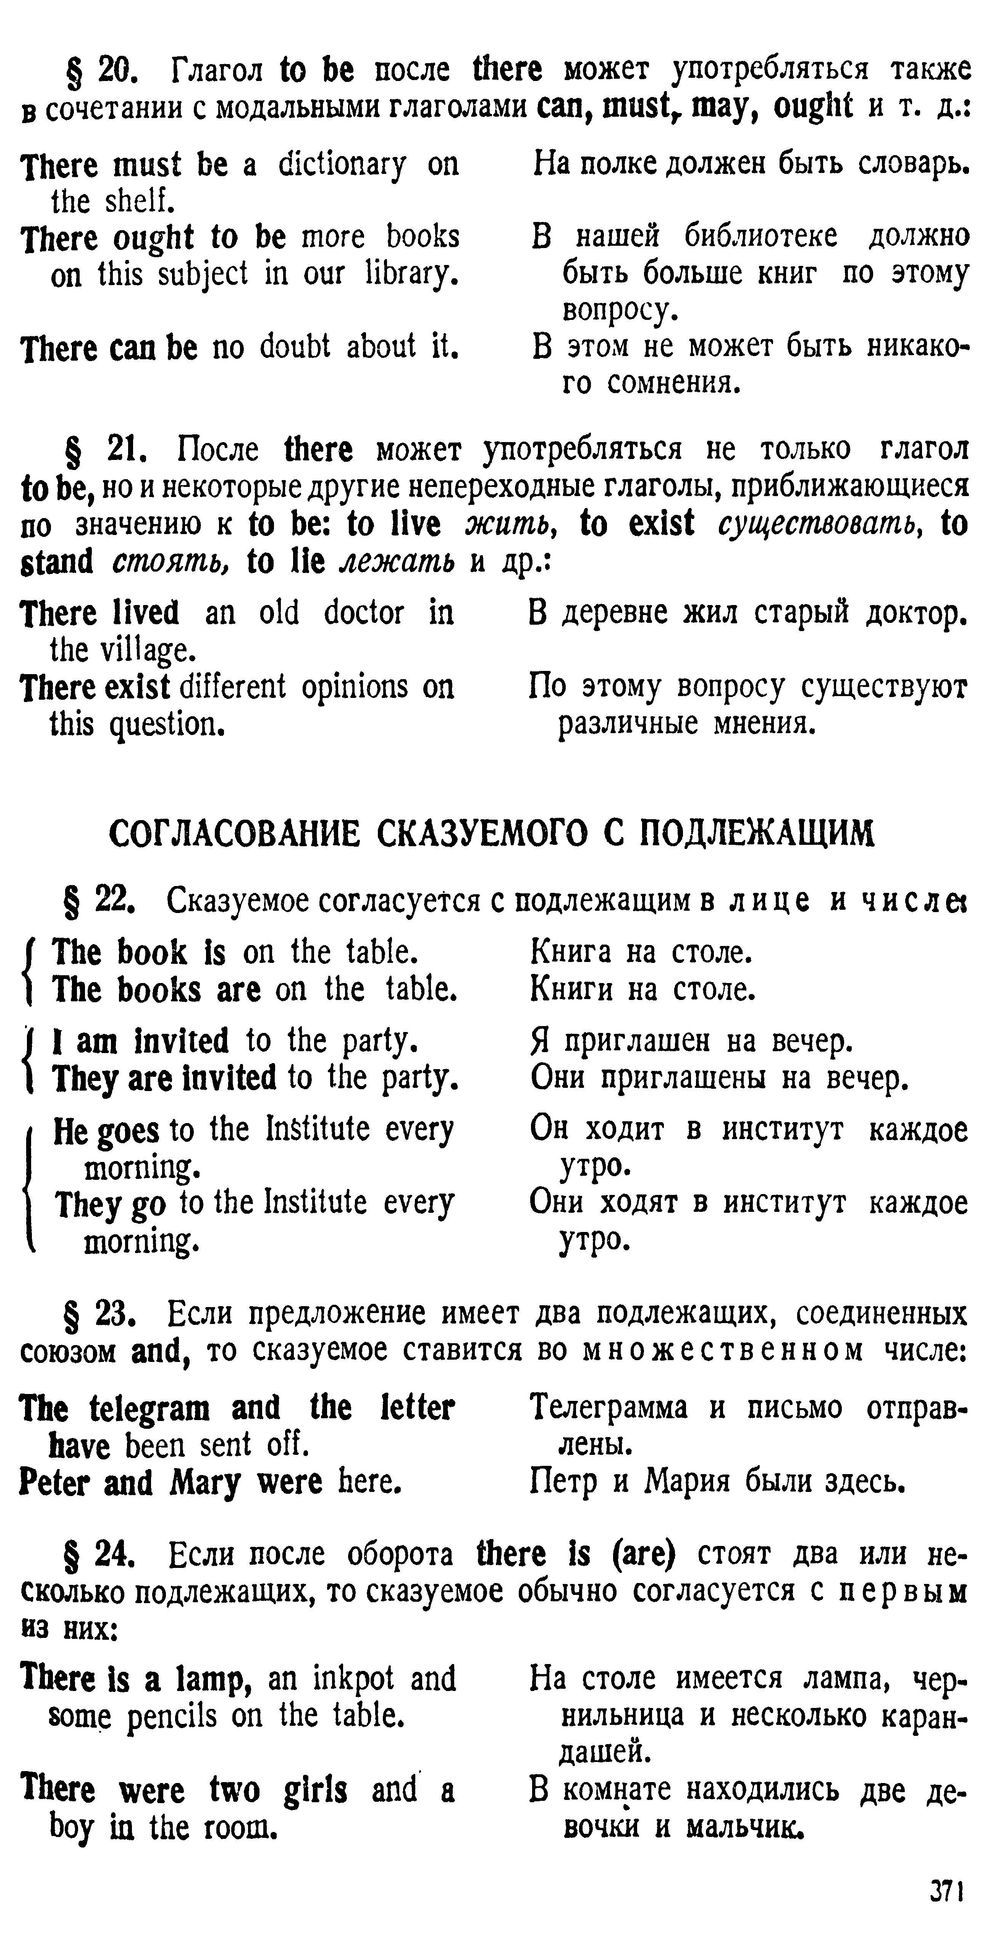 § 20. Глагол to be после there может употребляться также
в сочетании с модальными глаголами can, must, may, ought и т. д.:
There must be a dictionary on
the shelf.
На полке должен быть словарь.
There ought to be more books
on this subject in our library.
В нашей библиотеке должно
быть больше книг по этому
вопросу.
There can be no doubt about it.
В этом не может быть никако-
го сомнения.
§ 21. После there может употребляться не только глагол
to be, но и некоторые другие непереходные глаголы, приближающиеся
по значению к to be: to live жить, to exist существовать, to
stand стоять, to lie лежать и др.:
There lived an old doctor in
the village.
В деревне жил старый доктор.
There exist different opinions on
this question.
По этому вопросу существуют
различные мнения.
СОГЛАСОВАНИЕ СКАЗУЕМОГО С ПОДЛЕЖАЩИМ
§ 22. Сказуемое согласуется с подлежащим в лице и числе:
The book is on the table.
Книга на столе.
The books are on the table.
Книги на столе.
I am invited to the party.
Я приглашен на вечер.
They are invited to the party.
Они приглашены на вечер.
He goes to the Institute every
morning.
Он ходит в институт каждое
утро.
They go to the Institute every
morning.
Они ходят в институт каждое
утро.
§ 23. Если предложение имеет два подлежащих, соединенных
союзом and, то сказуемое ставится во множественном числе:
The telegram and the letter
have been sent off.
Телеграмма и письмо отправ-
лены.
Peter and Mary were here.
Петр и Мария были здесь.
§ 24. Если после оборота there is (are) стоят два или не-
сколько подлежащих, то сказуемое обычно согласуется с первым
из них:
There is a lamp, an inkpot and
some pencils on the table.
На столе имеется лампа, чер-
нильница и несколько каран-
дашей.
There were two girls and a
boy in the room.
В комнате находились две де-
вочки и мальчик.
371